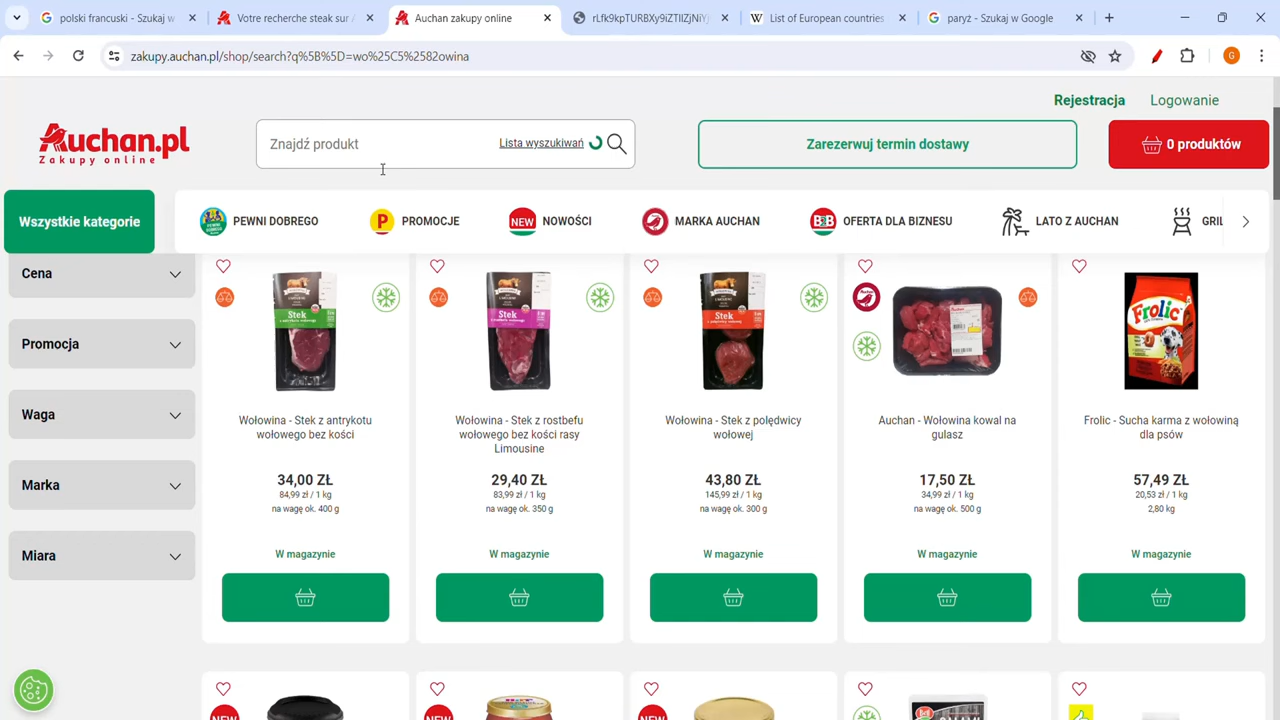 polski francuski - Szukaj w
Votre recherche steak sur
Auchan zakupy online
rLfk9kpTURBXy9iZTllZjNiY
List of European countries
paryż - Szukaj w Google
zakupy.auchan.pl/shop/search?q%5B%5D=wo%25C5%2582owina
G
Rejestracja
Logowanie
Auchan.pl
Zakupy online
Znajdź produkt
Lista wyszukiwań
Zarezerwuj termin dostawy
0 produktów
Wszystkie kategorie
PEWNI DOBREGO
P PROMOCJE
NEW NOWOŚCI
MARKA AUCHAN
B2B OFERTA DLA BIZNESU
LATO Z AUCHAN
GRIL
Cena
Promocja
Waga
Marka
Miara
Stek
Wołowina - Stek z antrykotu
wołowego bez kości
34,00 ZŁ
84,99 zł / 1 kg
na wagę ok. 400 g
W magazynie
Stek
Wołowina - Stek z rostbefu
wołowego bez kości rasy
Limousine
29,40 ZŁ
83,99 zł / 1 kg
na wagę ok. 350 g
W magazynie
Stek
Wołowina - Stek z polędwicy
wołowej
43,80 ZŁ
145,99 zł / 1 kg
na wagę ok. 300 g
W magazynie
Auchan - Wołowina kawal na
gulasz
17,50 ZŁ
34,99 zł / 1 kg
na wagę ok. 500 g
W magazynie
Frolic
Frolic - Sucha karma z wołowiną
dla psów
57,49 ZŁ
20,53 zł / 1 kg
2,80 kg
W magazynie
NEW
NEW
NEW